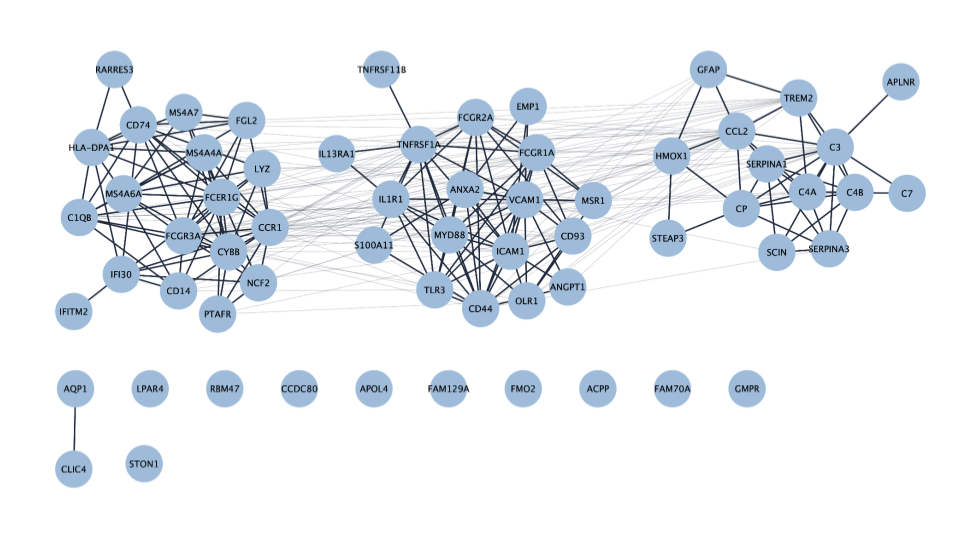 RARRES3
CD74
MS4A7
FGL2
HLA-DPA1
MS4A4A
LYZ
MS4A6A
FCER1G
C1QB
CCR1
FCGR3A
CYBB
IFI30
NCF2
CD14
IFITM2
PTAFR
TNFRSF11B
EMP1
FCGR2A
TNFRSF1A
IL13RA1
FCGR1A
ANXA2
IL1R1
VCAM1
MSR1
MYD88
CD93
S100A11
ICAM1
TLR3
ANGPT1
OLR1
CD44
GFAP
APLNR
TREM2
CCL2
C3
HMOX1
SERPINA1
C4A
C4B
C7
CP
STEAP3
SCIN
SERPINA3
AQP1
LPAR4
RBM47
CCDC80
APOL4
FAM129A
FMO2
ACPP
FAM70A
GMPR
CLIC4
STON1